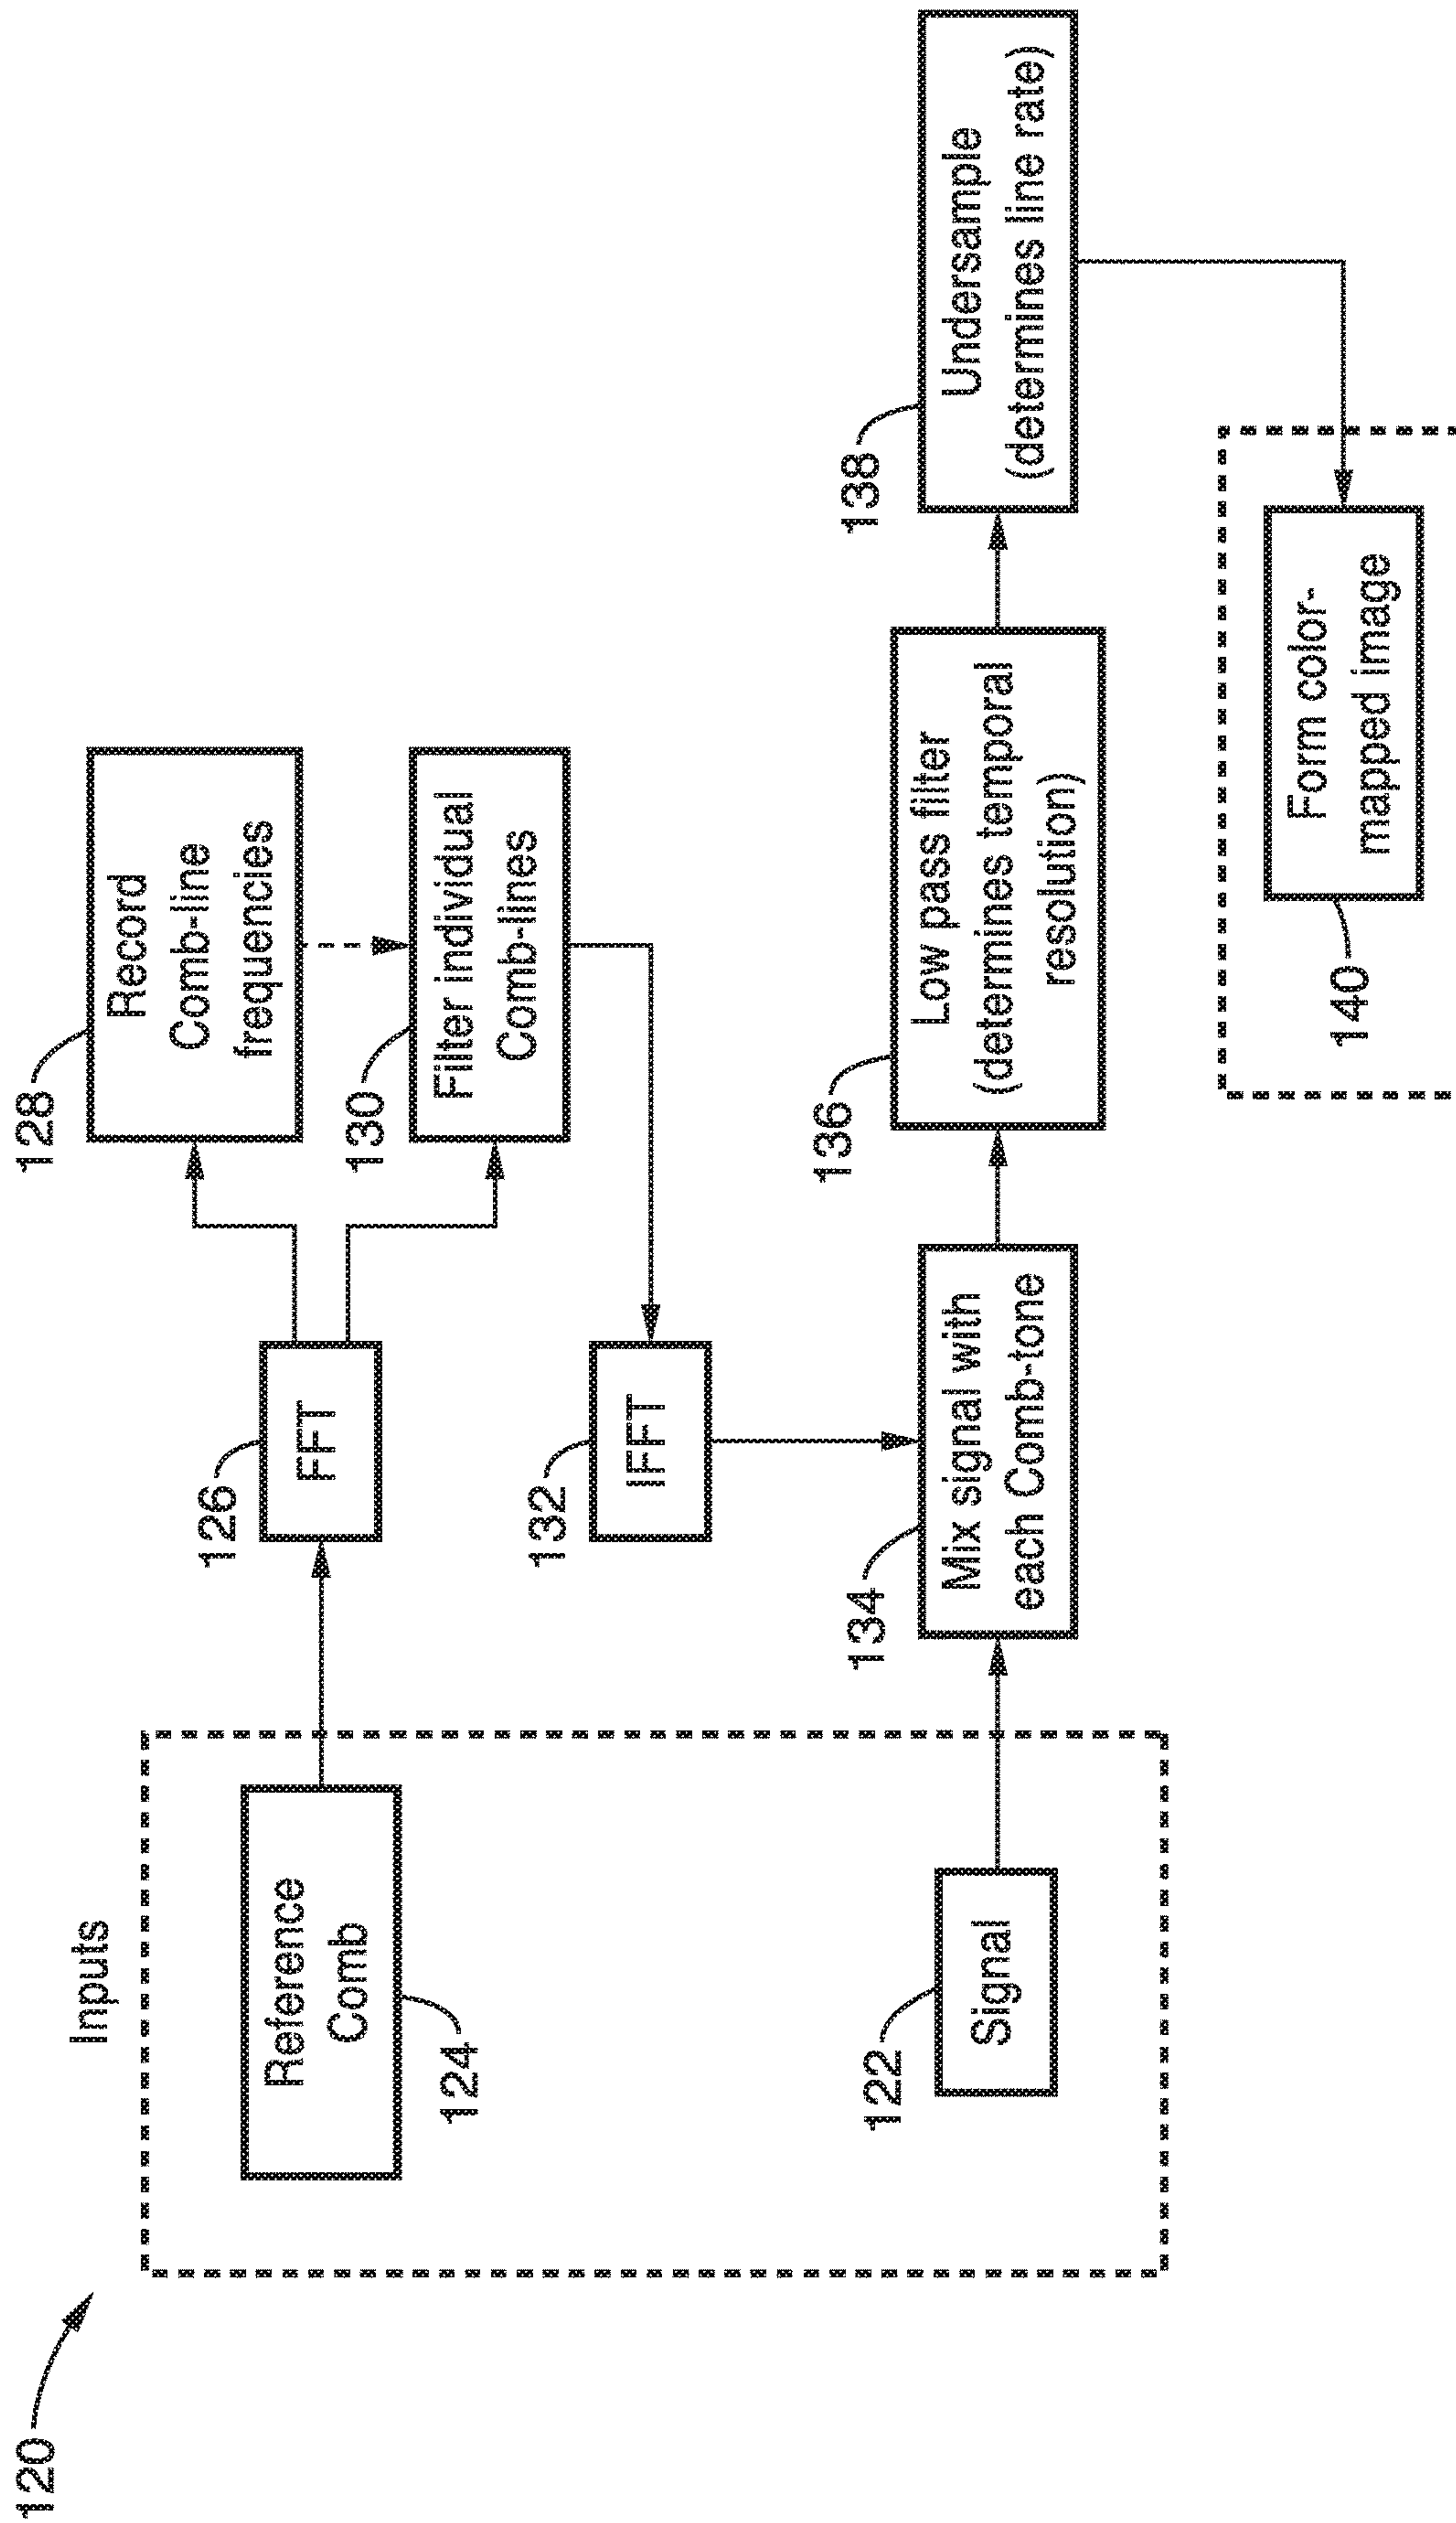 120
Inputs
Reference
Comb
124
122
Signal
126
FFT
128
Record
Comb-line
frequencies
130
Filter individual
Comb-lines
132
IFFT
134
Mix signal with
each Comb-tone
136
Low pass filter
(determines temporal
resolution)
138
Undersample
(determines line rate)
Form color-
mapped image
140